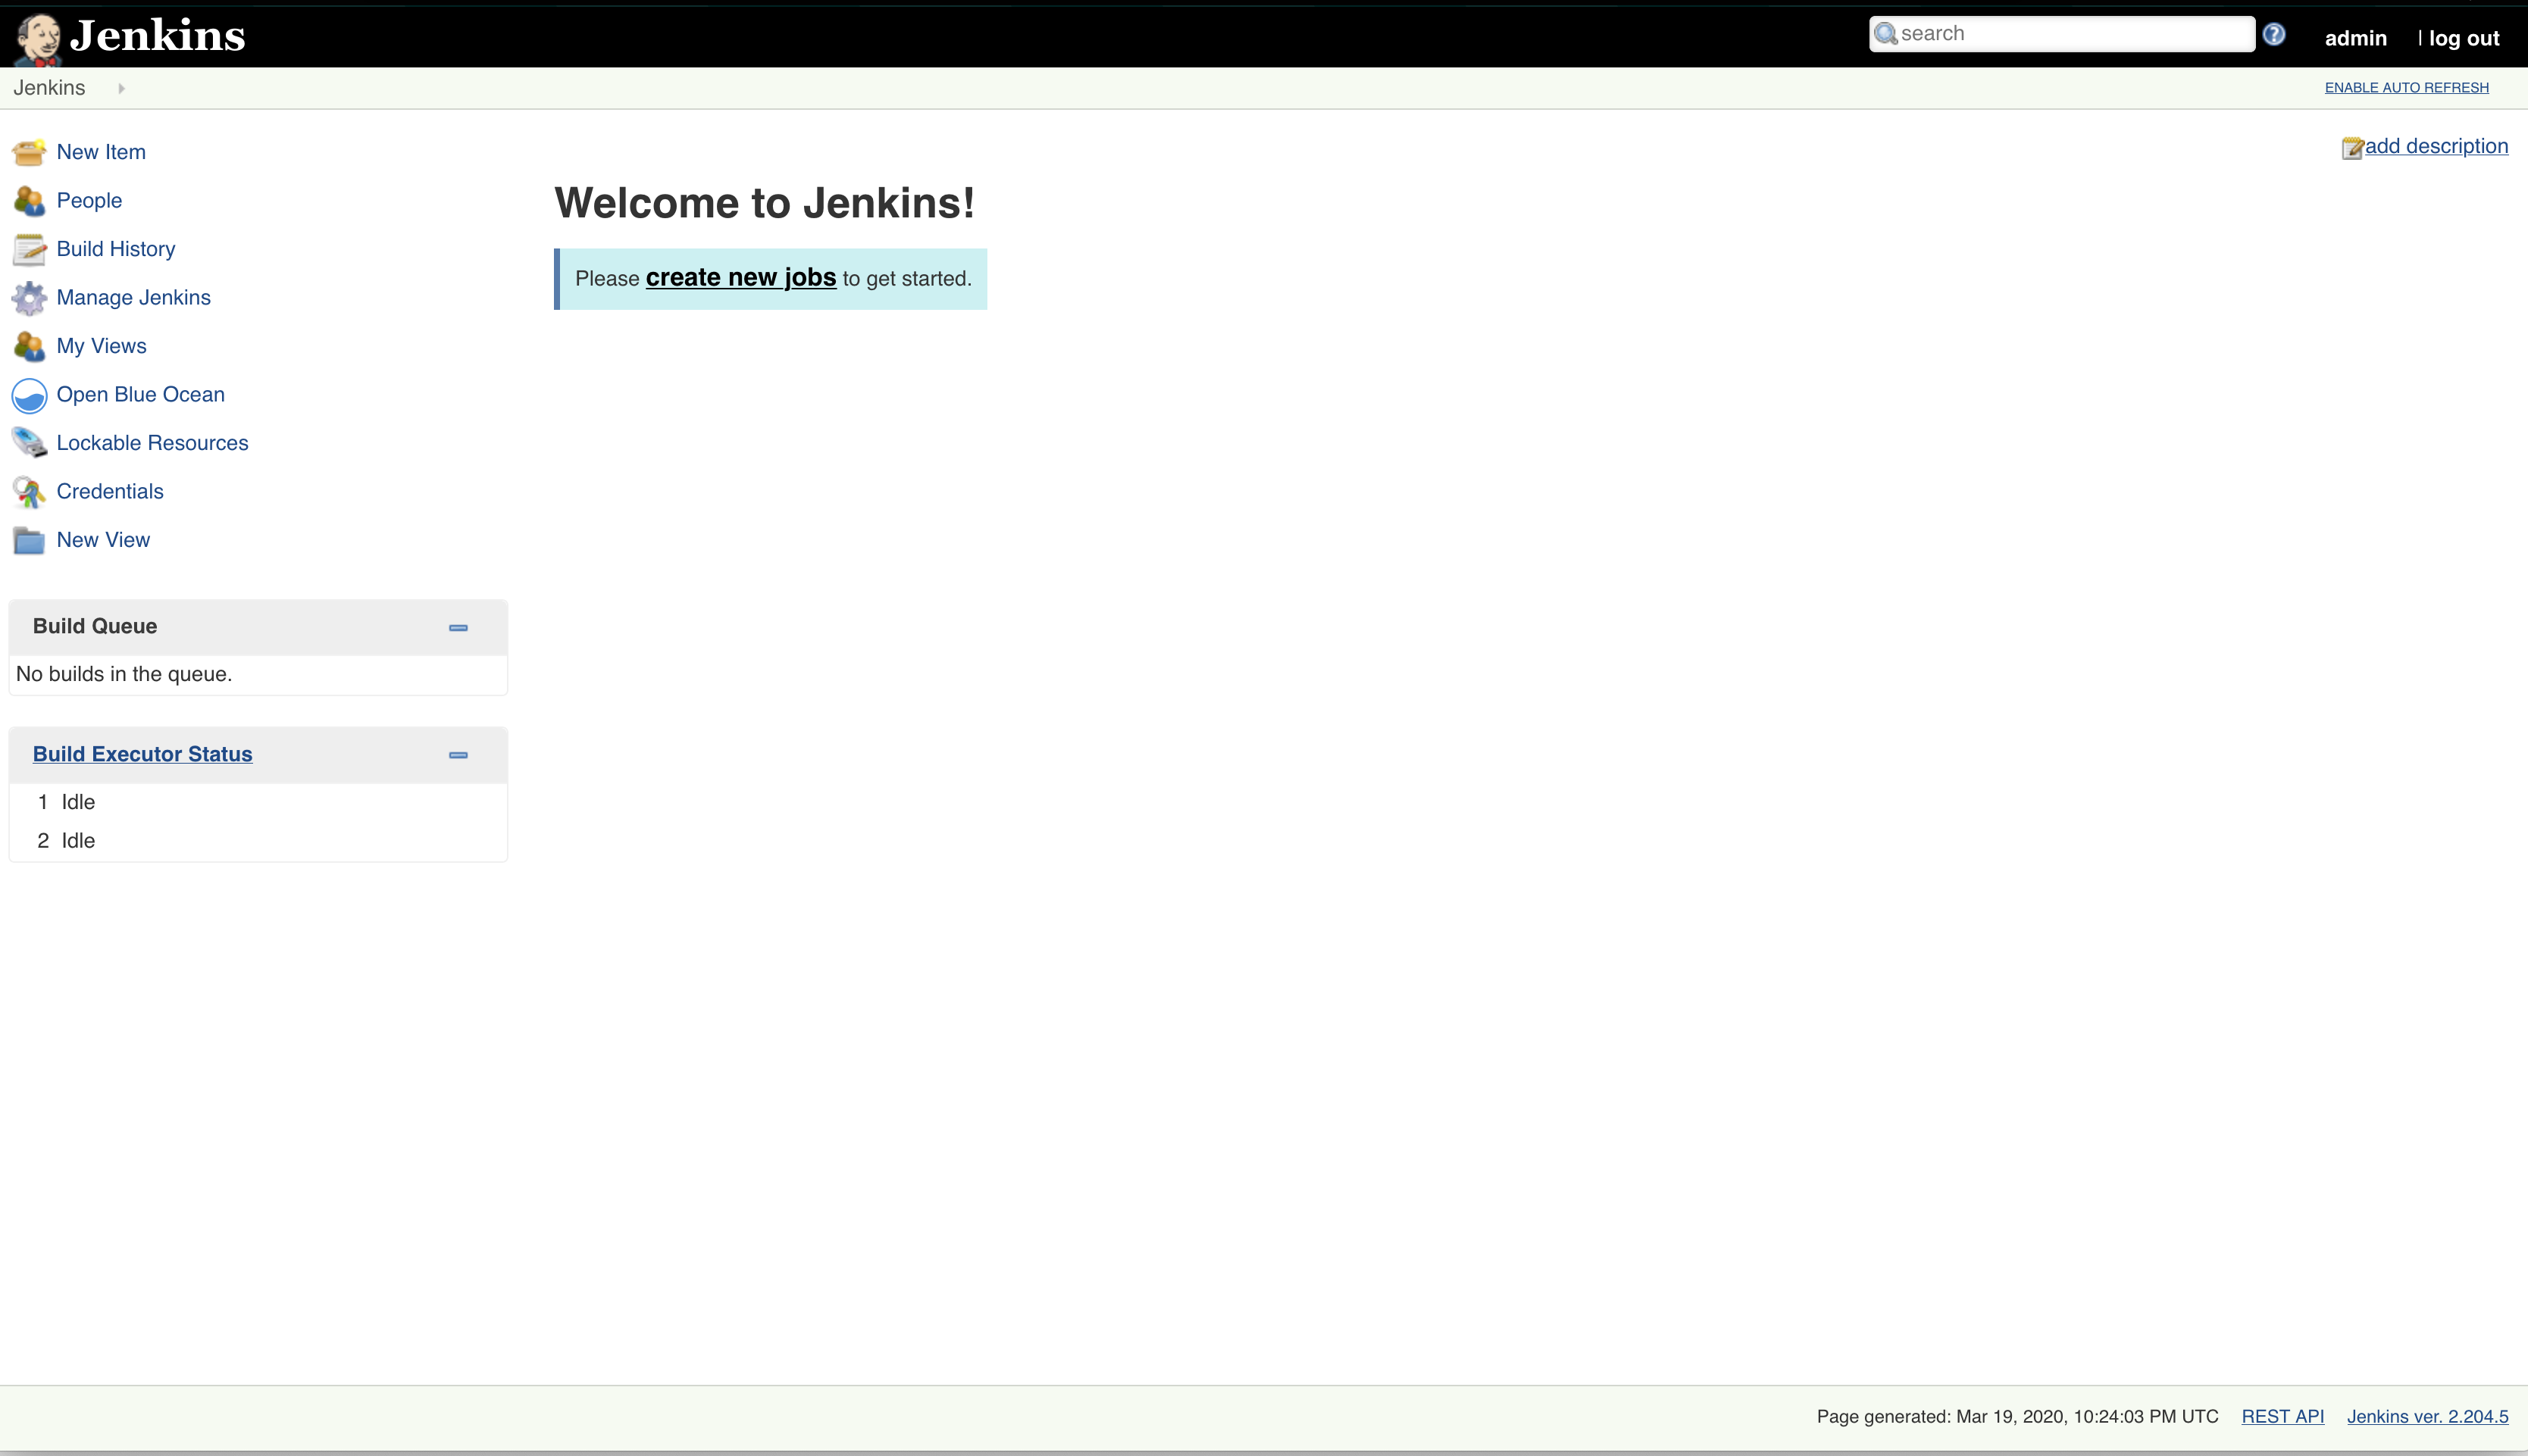 Jenkins
search
admin | log out
Jenkins
ENABLE AUTO REFRESH
New Item
People
Build History
Manage Jenkins
My Views
Open Blue Ocean
Lockable Resources
Credentials
New View
Build Queue
No builds in the queue.
Build Executor Status
1 Idle
2 Idle
add description
Welcome to Jenkins!
Please create new jobs to get started.
Page generated: Mar 19, 2020, 10:24:03 PM UTC REST API Jenkins ver. 2.204.5